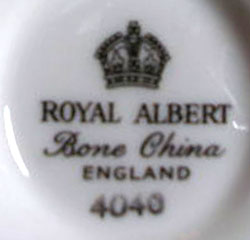 ROYAL ALBERT
Bone China
ENGLAND
4040